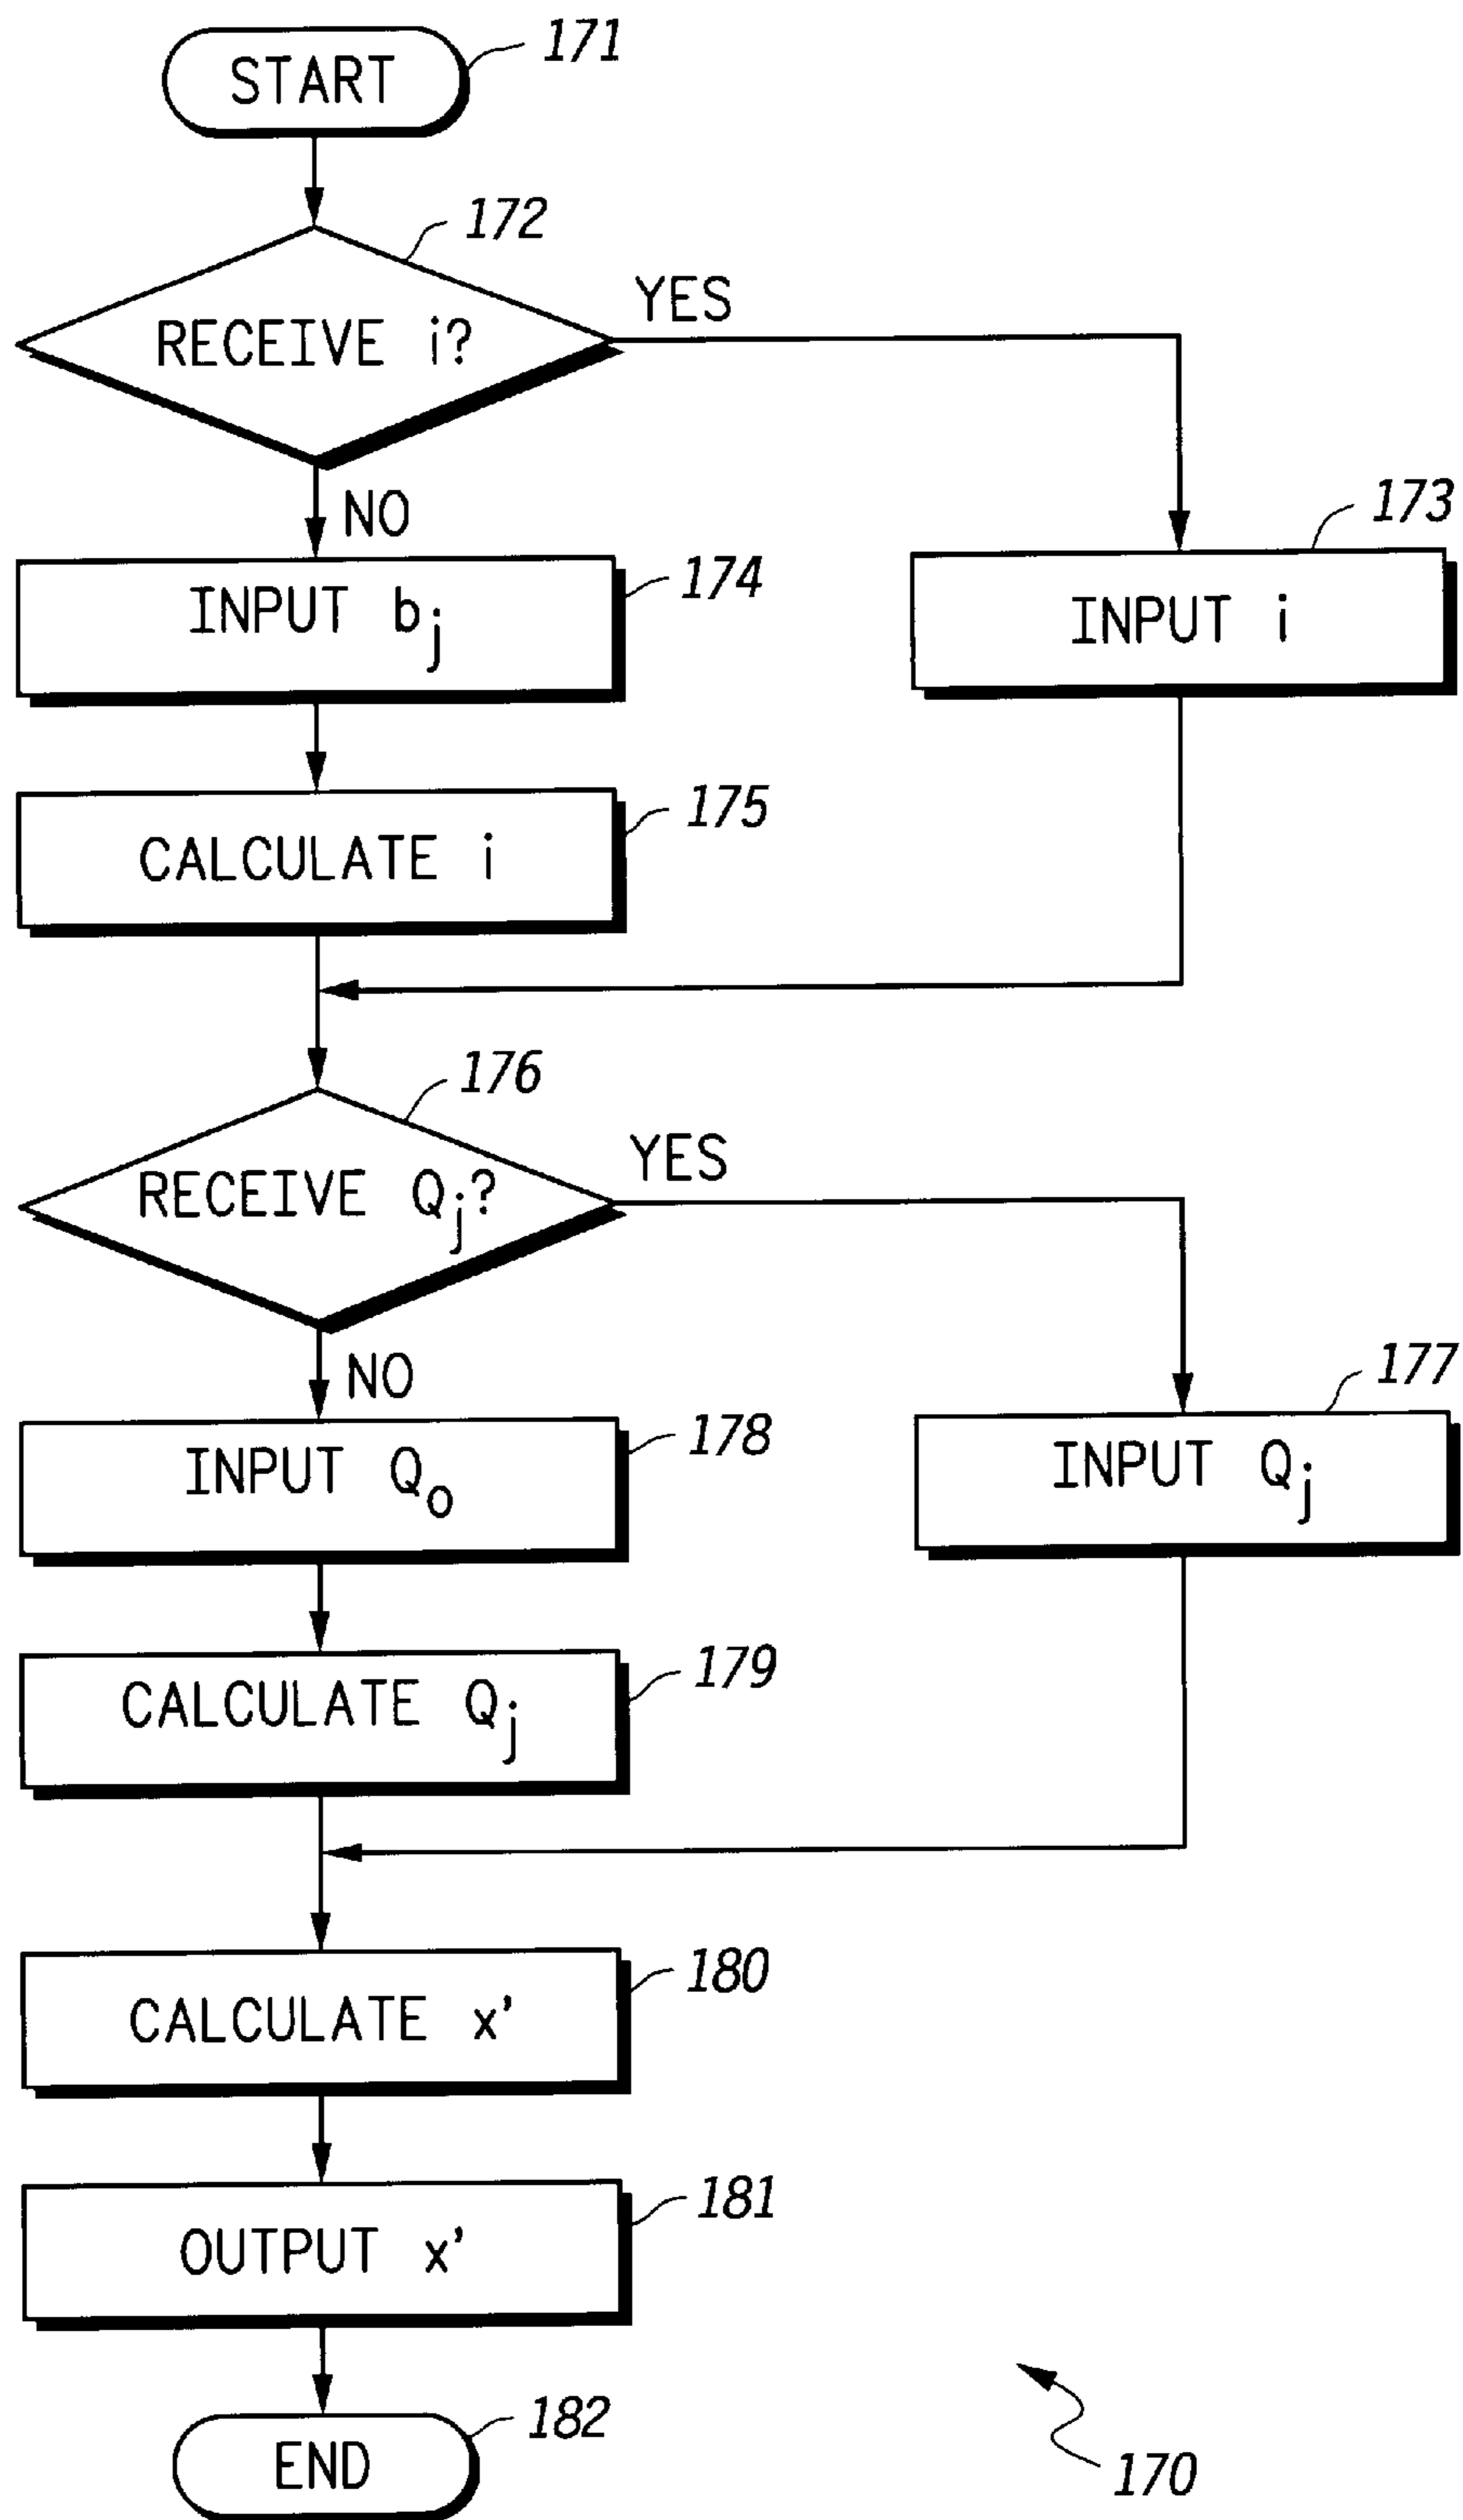 START
171
172
RECEIVE i?
YES
NO
173
INPUT i
174
INPUT bj
175
CALCULATE i
176
RECEIVE Qj?
YES
NO
177
INPUT Qj
178
INPUT Qo
179
CALCULATE Qj
180
CALCULATE x'
181
OUTPUT x'
182
END
170